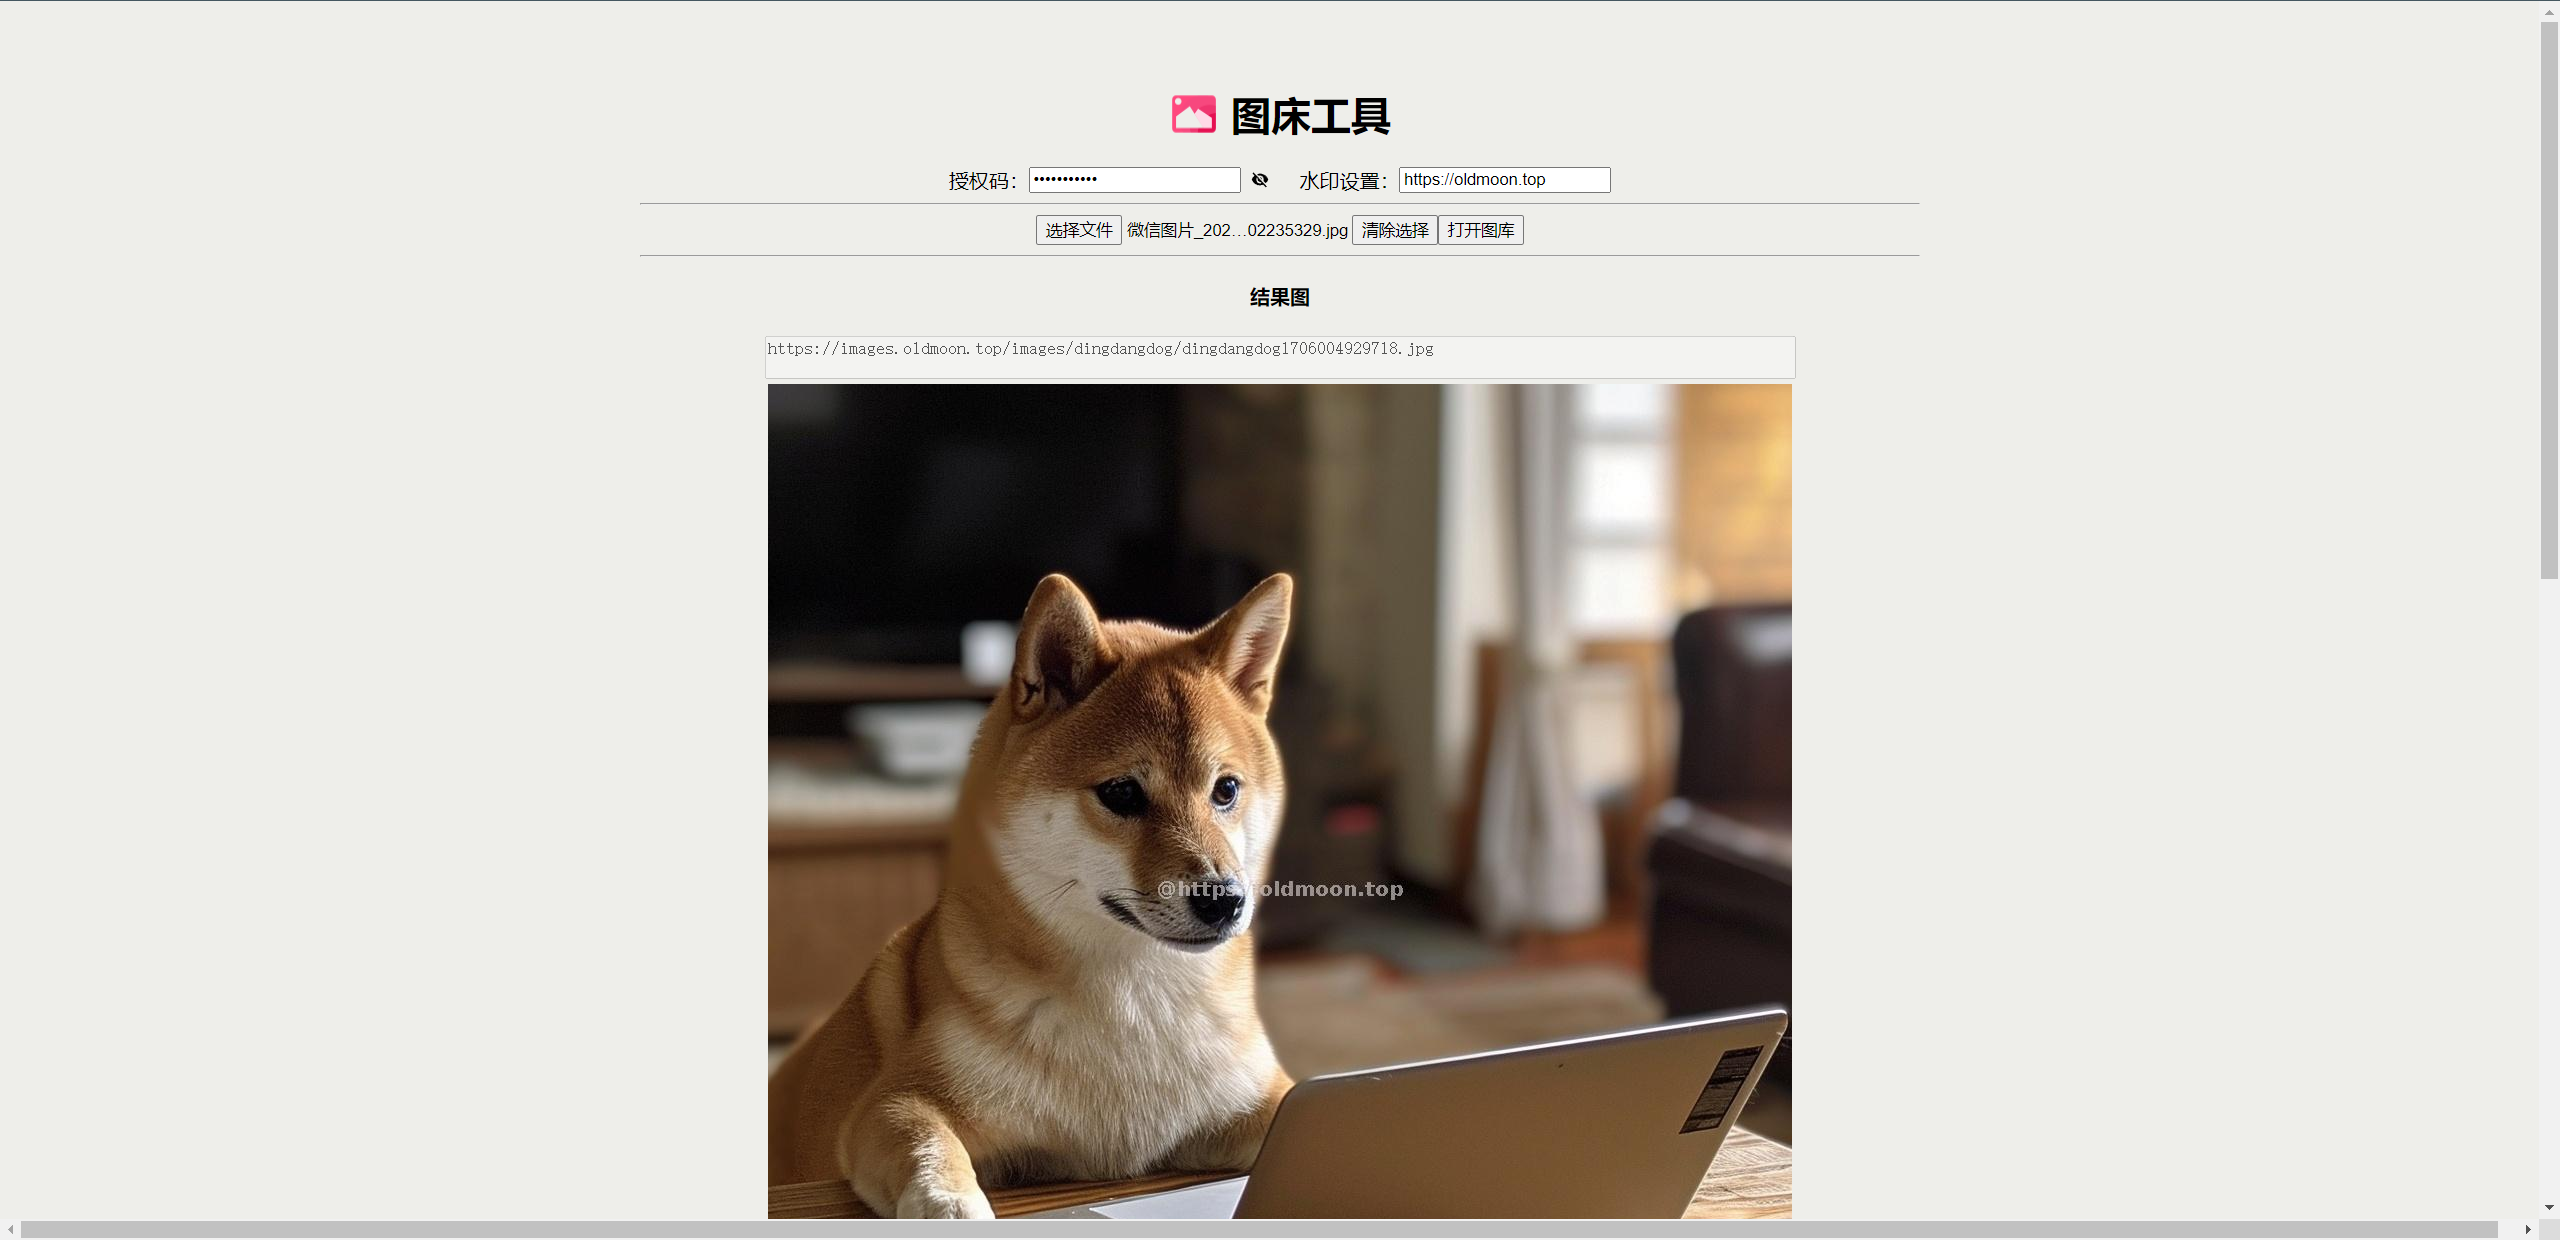 图床工具
授权码： ••••••••••• 水印设置： https://oldmoon.top
选择文件 微信图片_202...02235329.jpg 清除选择 打开图库
结果图
https://images.oldmoon.top/images/dingdangdog/dingdangdog1706004929718.jpg
@https://oldmoon.top